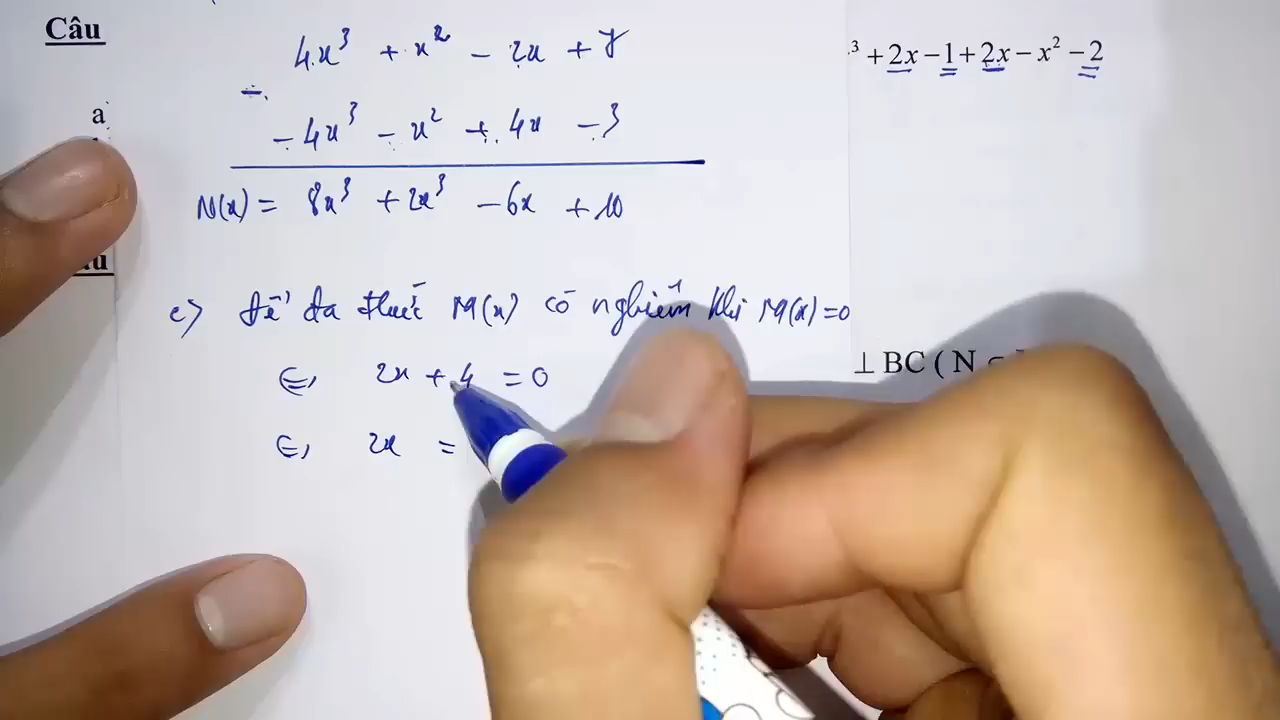 Câu
4x³ + x² - 2x + 7
³ + 2x – 1 + 2x – x² – 2
-
a
- 4x³ - x² + 4x - 3
N(x) = 8x³ + 2x³ - 6x + 10
c) Để đa thức M(x) có nghiệm khi M(x) = 0
⊥ BC ( N
⇔ 2x + 4 = 0
⇔ 2x =